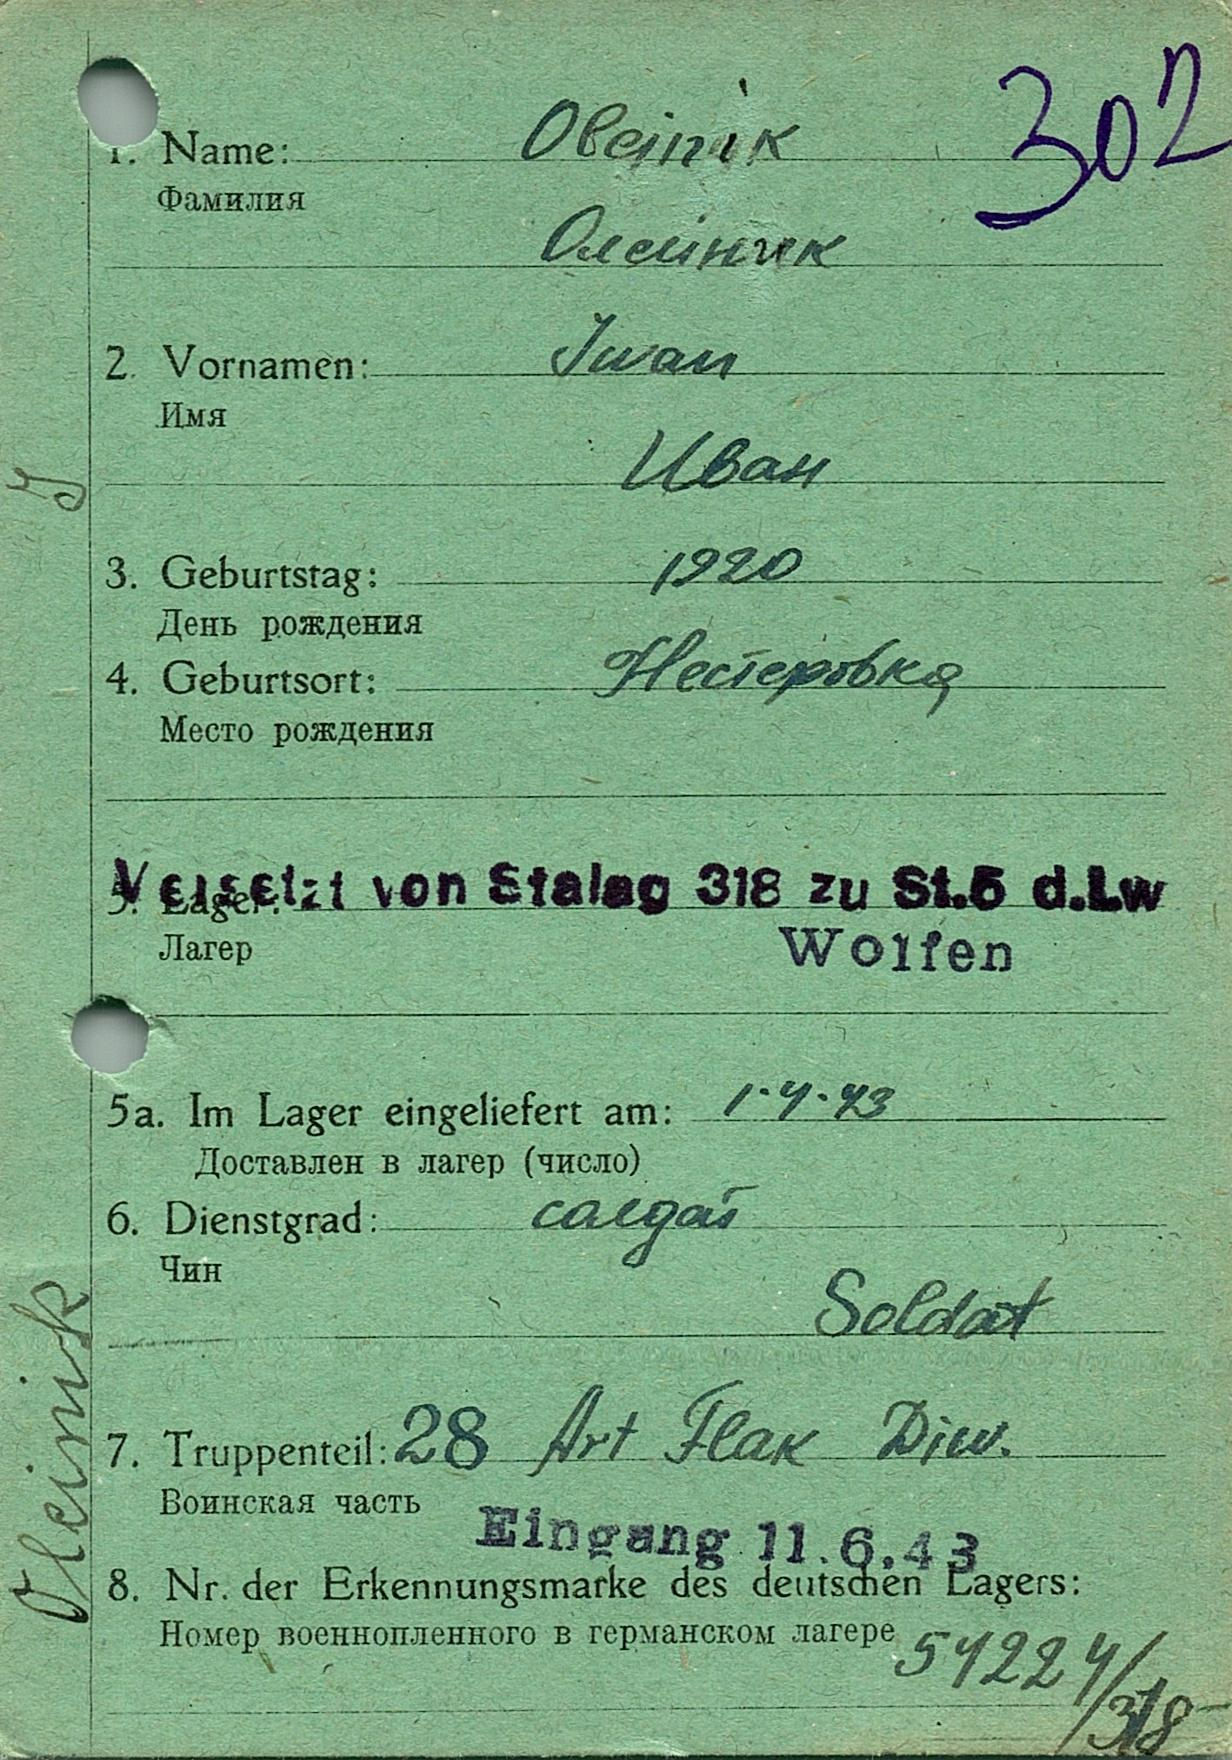 302
1. Name: Oleinik
Фамилия
Олейник
2. Vornamen: Iwan
Имя
Иван
3. Geburtstag: 1920
День рождения
4. Geburtsort: Нестеровка
Место рождения
Versetzt von Stalag 318 zu St.5 d.Lw
5. Lager:
Лагер Wolfen
5a. Im Lager eingeliefert am: 1.4.43
Доставлен в лагер (число)
6. Dienstgrad: салдат
Чин
Soldat
7. Truppenteil: 28 Art Flak Diw.
Воинская часть
Eingang 11.6.43
8. Nr. der Erkennungsmarke des deutschen Lagers:
Номер военнопленного в германском лагере
54224/318
Oleinik J